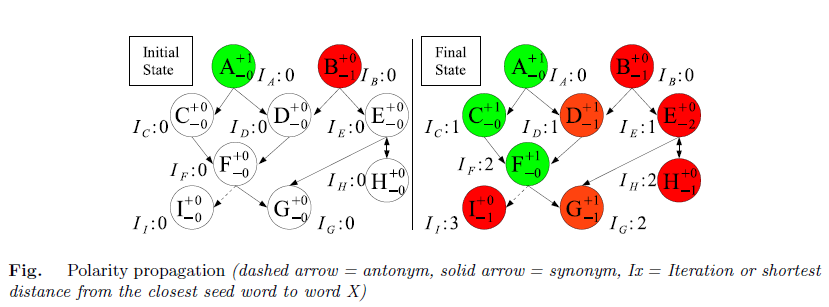 Initial
State
A+1−0 I_A:0
B+0−1 I_B:0
C+0−0 I_C:0
D+0−0 I_D:0
E+0−0 I_E:0
F+0−0 I_F:0
H+0−0 I_H:0
I+0−0 I_I:0
G+0−0 I_G:0
Final
State
A+1−0 I_A:0
B+0−1 I_B:0
C+1−0 I_C:1
D+1−1 I_D:1
E+0−2 I_E:1
F+1−0 I_F:2
H+0−1 I_H:2
I+0−1 I_I:3
G+1−1 I_G:2
Fig. Polarity propagation (dashed arrow = antonym, solid arrow = synonym, Ix = Iteration or shortest
distance from the closest seed word to word X)